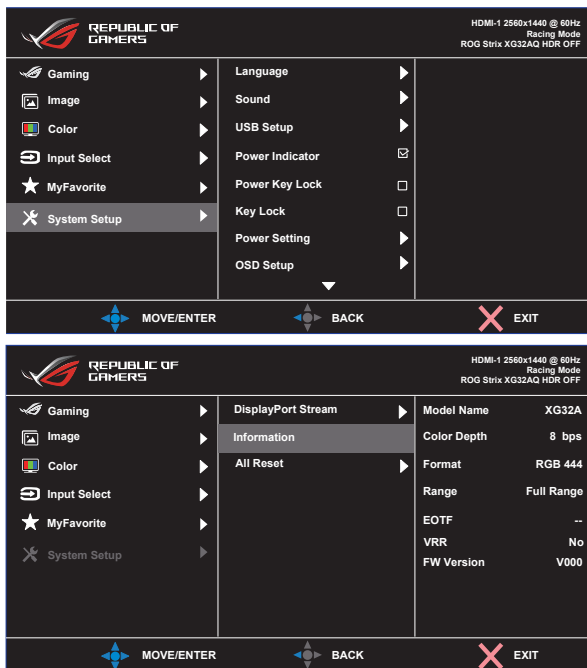 REPUBLIC OF
GAMERS
HDMI-1 2560x1440 @ 60Hz
Racing Mode
ROG Strix XG32AQ HDR OFF
Gaming
Image
Color
Input Select
MyFavorite
System Setup
Language
Sound
USB Setup
Power Indicator
Power Key Lock
Key Lock
Power Setting
OSD Setup
MOVE/ENTER
BACK
EXIT
REPUBLIC OF
GAMERS
HDMI-1 2560x1440 @ 60Hz
Racing Mode
ROG Strix XG32AQ HDR OFF
Gaming
Image
Color
Input Select
MyFavorite
System Setup
DisplayPort Stream
Information
All Reset
Model Name XG32A
Color Depth 8 bps
Format RGB 444
Range Full Range
EOTF --
VRR No
FW Version V000
MOVE/ENTER
BACK
EXIT